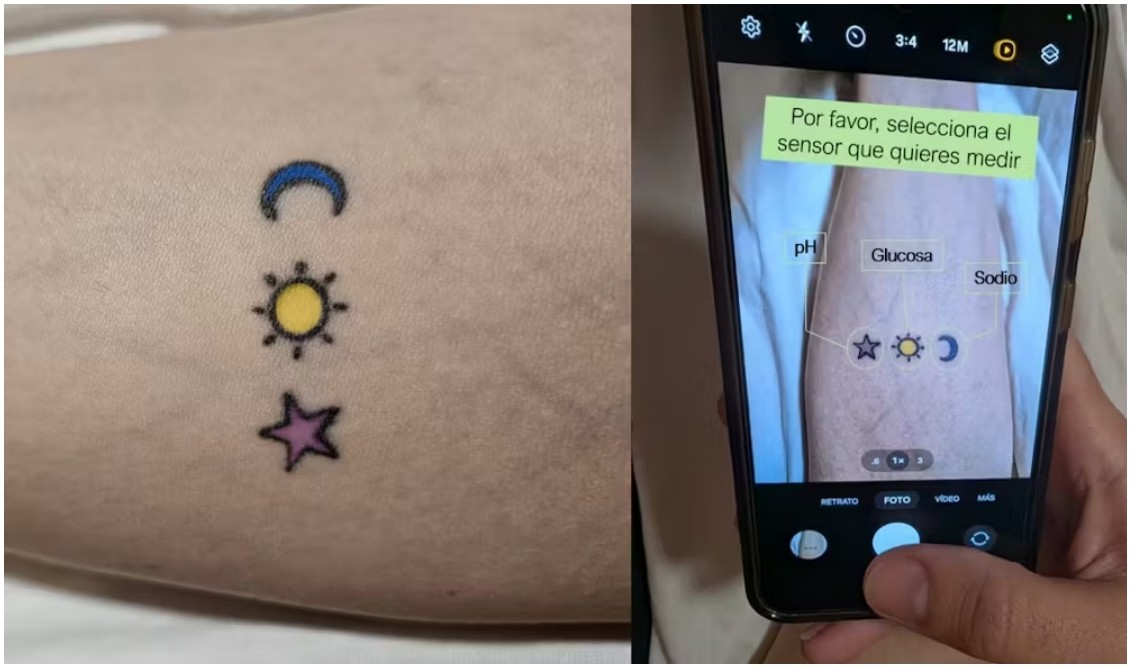 3:4
12M
Por favor, selecciona el
sensor que quieres medir
pH
Glucosa
Sodio
.6 1× 3
RETRATO FOTO VÍDEO MÁS